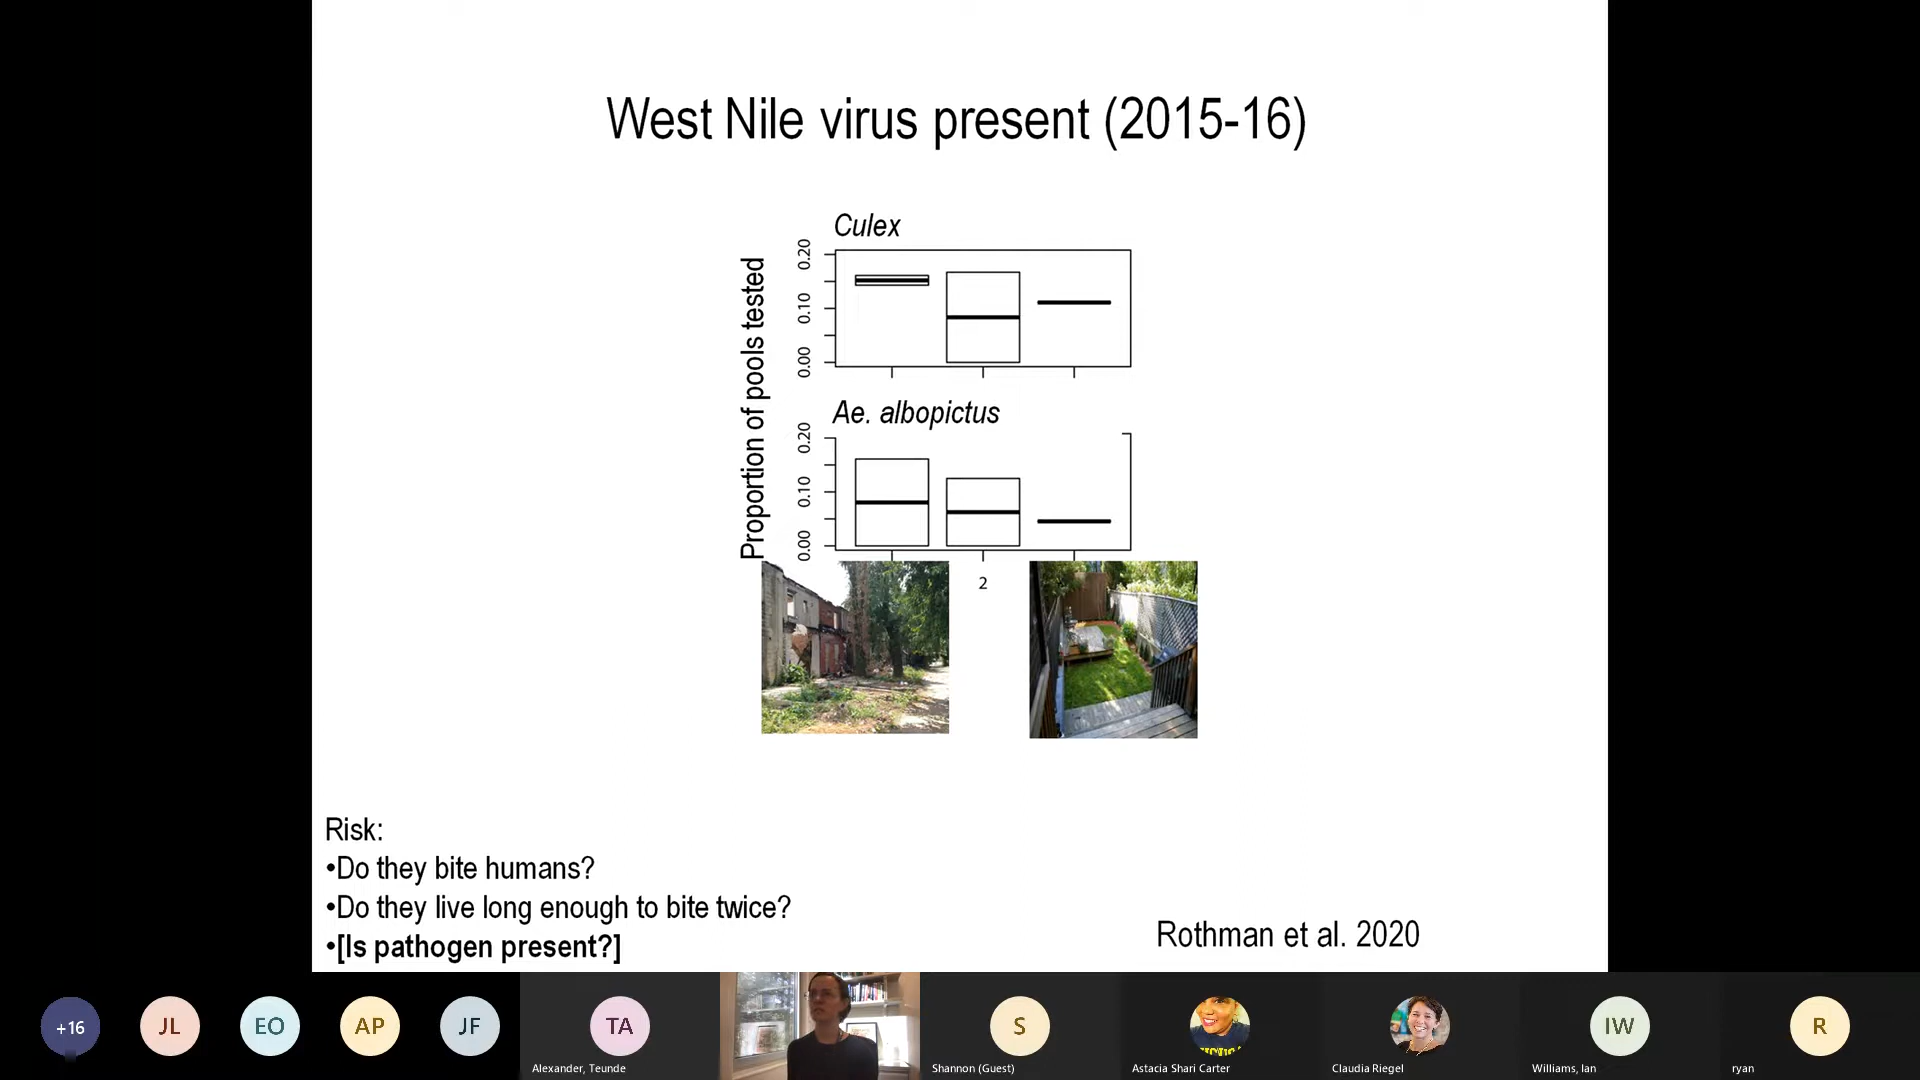 West Nile virus present (2015-16)
Culex
0.20
0.10
0.00
Proportion of pools tested
Ae. albopictus
0.20
0.10
0.00
2
Risk:
•Do they bite humans?
•Do they live long enough to bite twice?
•[Is pathogen present?]
Rothman et al. 2020
+16
JL
EO
AP
JF
TA
Alexander, Teunde
S
Shannon (Guest)
Astacia Shari Carter
Claudia Riegel
IW
Williams, Ian
R
ryan